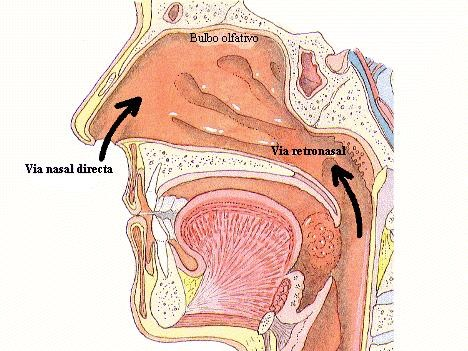 Bulbo olfativo
Via retronasal
Via nasal directa